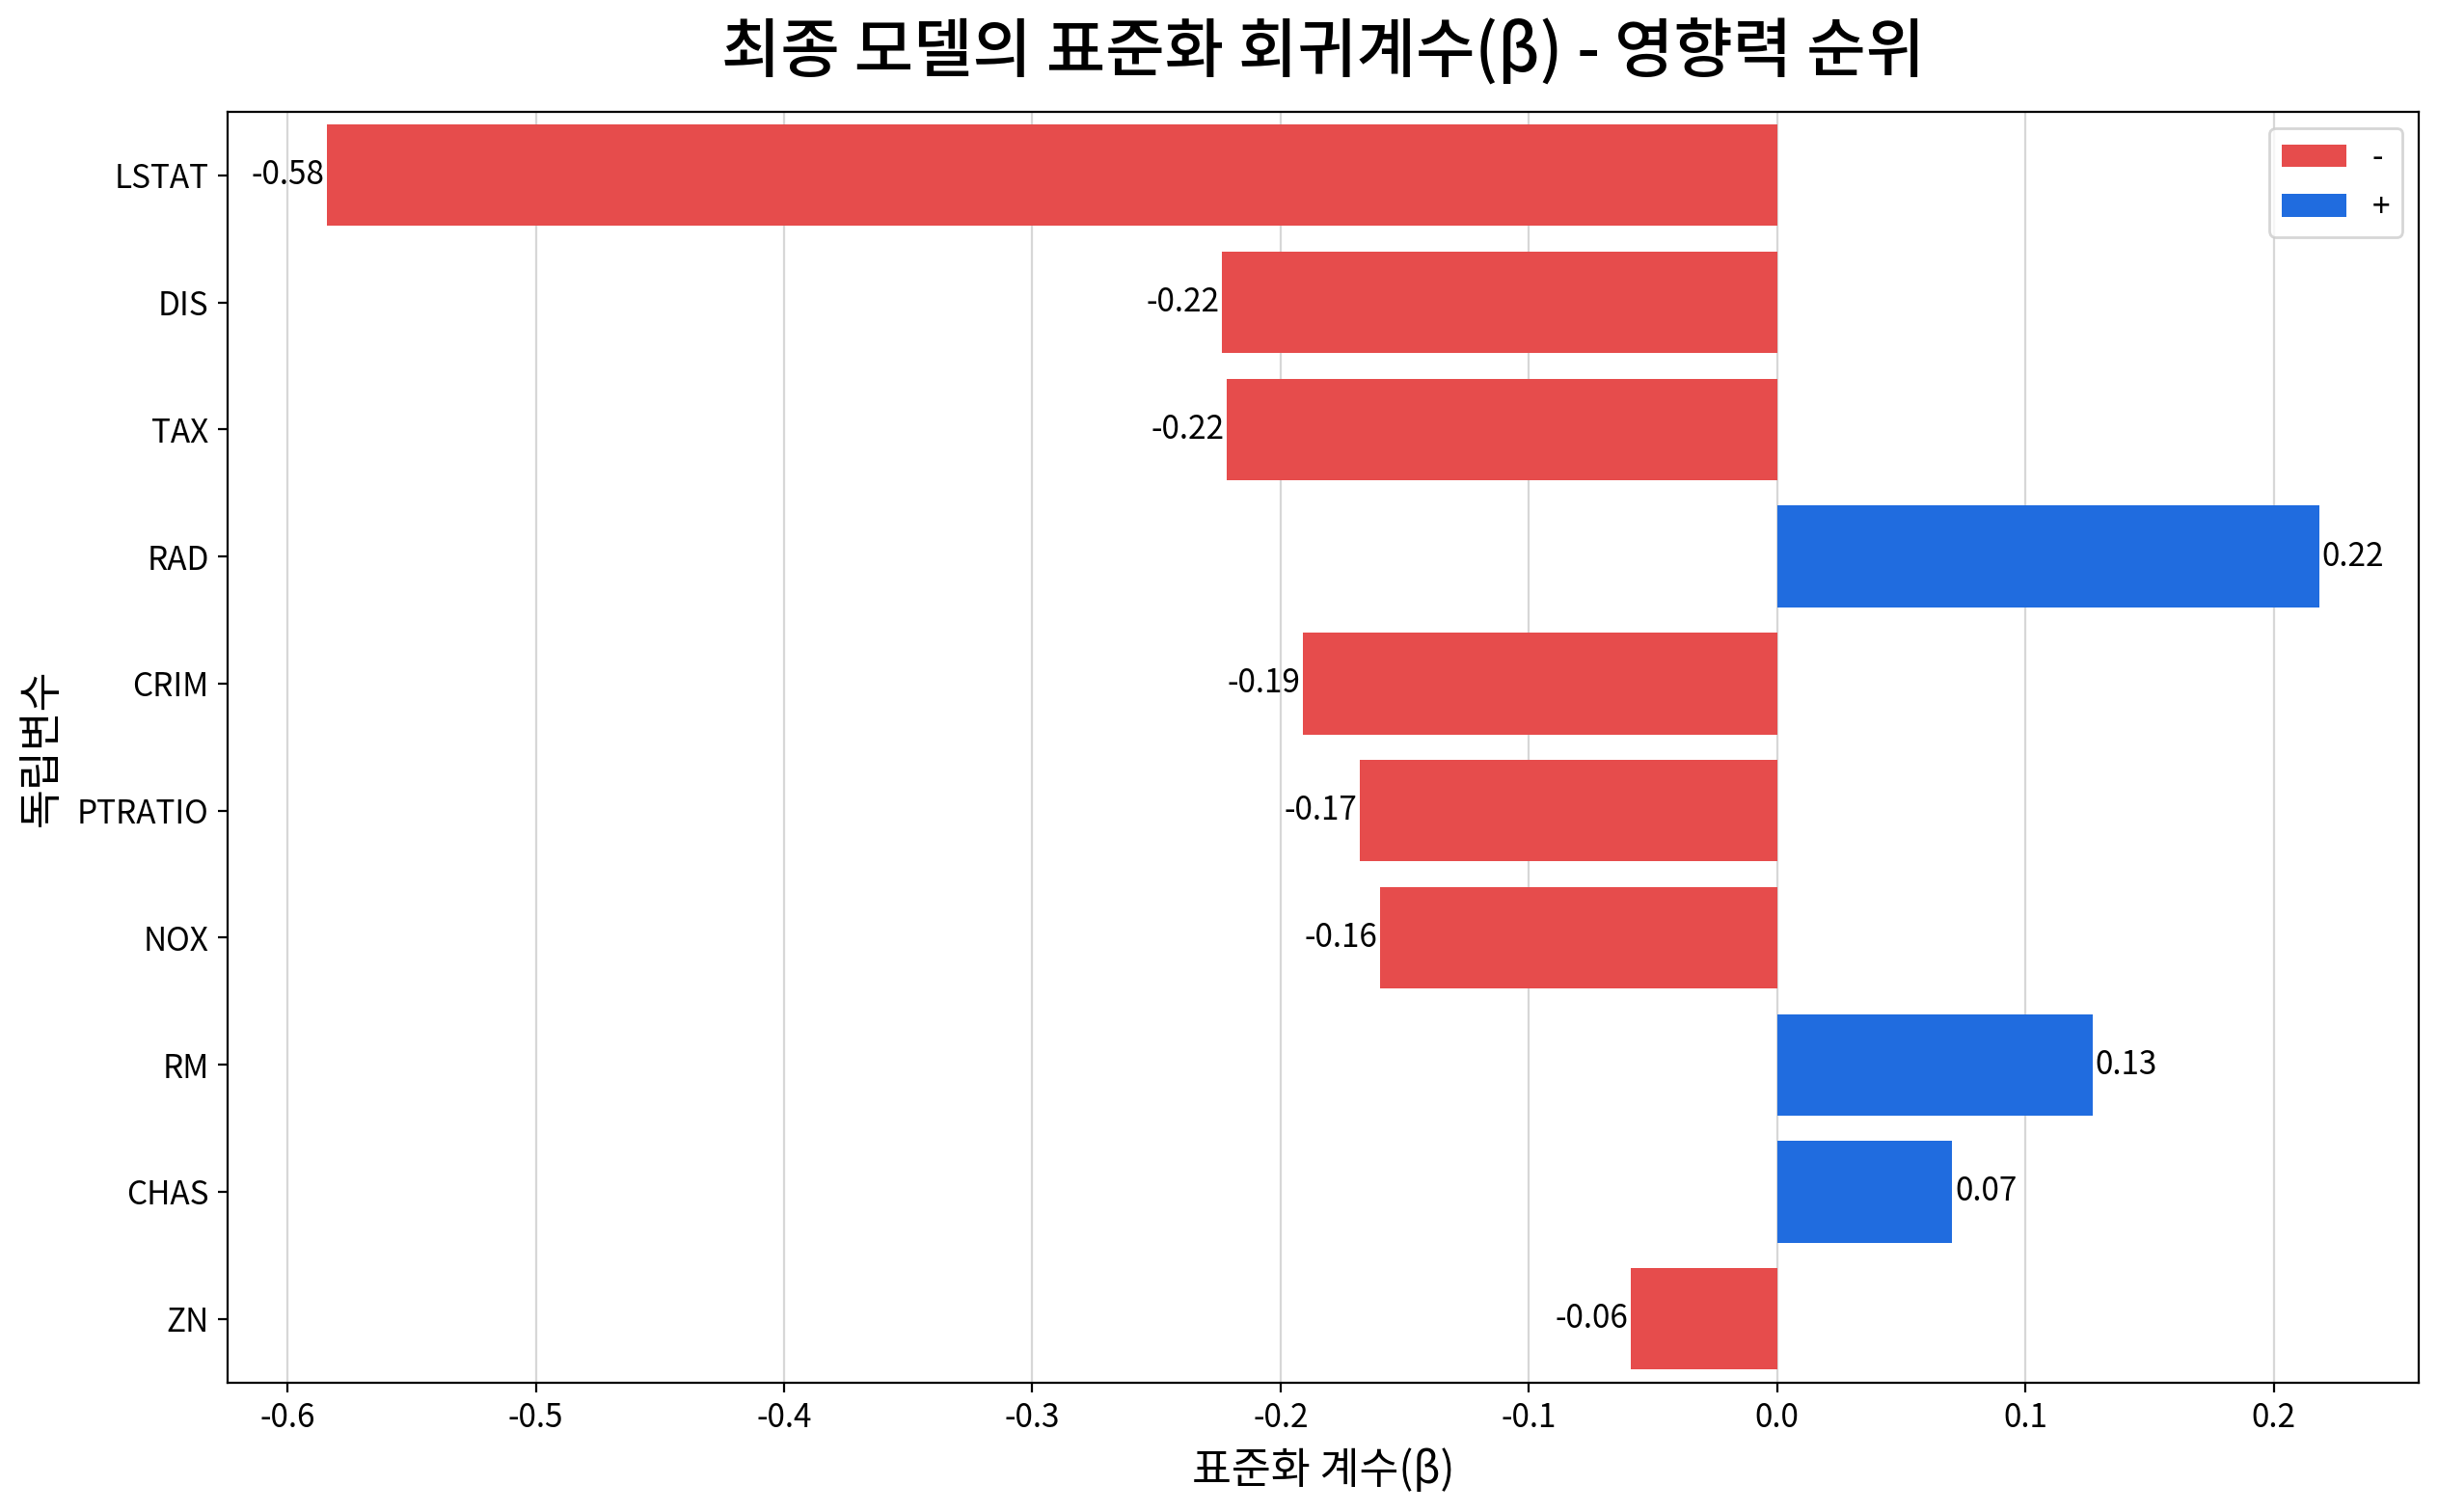 최종 모델의 표준화 회귀계수(β) - 영향력 순위
-
+
독립변수
LSTAT
-0.58
DIS
-0.22
TAX
-0.22
RAD
0.22
CRIM
-0.19
PTRATIO
-0.17
NOX
-0.16
RM
0.13
CHAS
0.07
ZN
-0.06
-0.6 -0.5 -0.4 -0.3 -0.2 -0.1 0.0 0.1 0.2
표준화 계수(β)